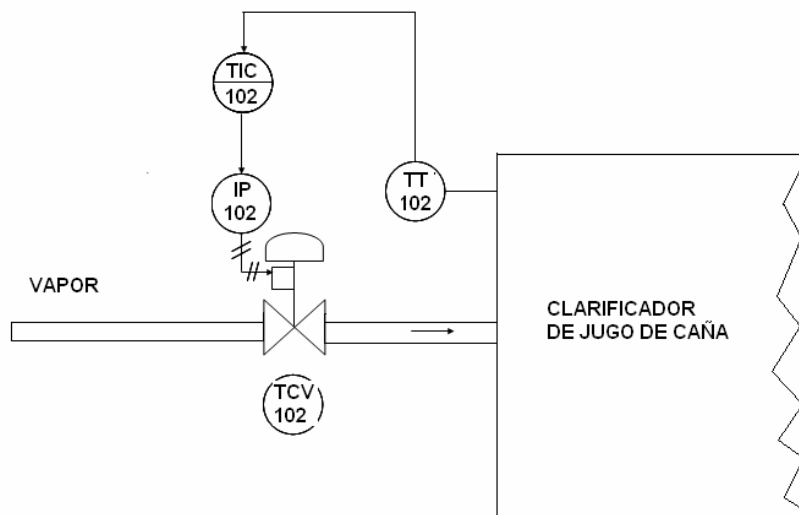 TIC
102
IP
102
TT
102
VAPOR
CLARIFICADOR
DE JUGO DE CAÑA
TCV
102